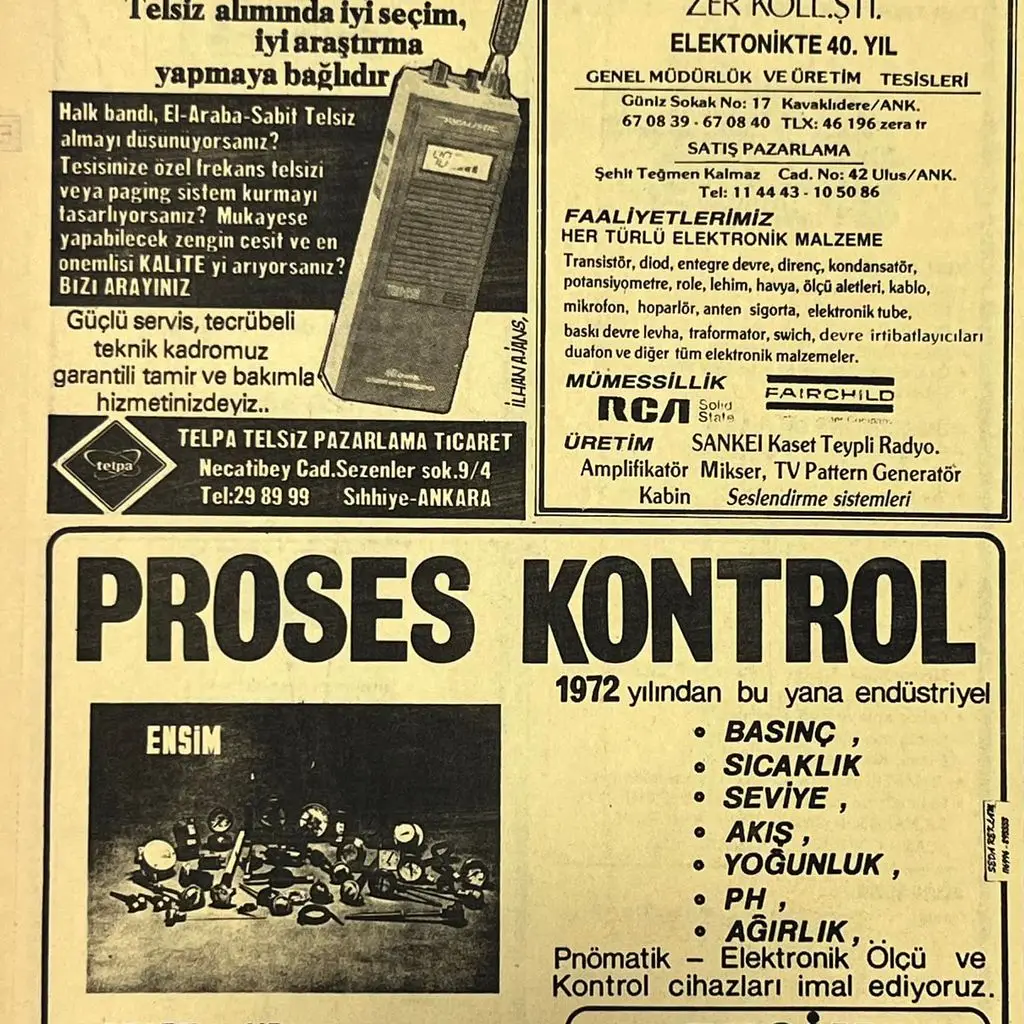 Telsiz alımında iyi seçim,
iyi araştırma
yapmaya bağlıdır
Halk bandı, El-Araba-Sabit Telsiz
almayı düsünüyorsanız?
Tesisinize özel frekans telsizi
veya paging sistem kurmayı
tasarlıyorsanız? Mukayese
yapabilecek zengin cesit ve en
onemlisi KALİTE yi arıyorsanız?
BIZI ARAYINIZ
Güçlü servis, tecrübeli
teknik kadromuz
garantili tamir ve bakımla
hizmetinizdeyiz..
REALISTIC
İLHAN AJANS,
telpa
TELPA TELSİZ PAZARLAMA TİCARET
Necatibey Cad.Sezenler sok.9/4
Tel:29 89 99 Sıhhiye-ANKARA
ZER KOLL.ŞTİ.
ELEKTONİKTE 40. YIL
GENEL MÜDÜRLÜK VE ÜRETİM TESİSLERİ
Güniz Sokak No: 17 Kavaklıdere/ANK.
67 08 39 - 67 08 40 TLX: 46 196 zera tr
SATIŞ PAZARLAMA
Şehit Teğmen Kalmaz Cad. No: 42 Ulus/ANK.
Tel: 11 44 43 - 10 50 86
FAALİYETLERİMİZ
HER TÜRLÜ ELEKTRONİK MALZEME
Transistör, diod, entegre devre, direnç, kondansatör,
potansiyometre, role, lehim, havya, ölçü aletleri, kablo,
mikrofon, hoparlör, anten sigorta, elektronik tube,
baskı devre levha, traformator, swich, devre irtibatlayıcıları
duafon ve diğer tüm elektronik malzemeler.
MÜMESSİLLİK
RCA Solid State
FAIRCHILD
ÜRETİM SANKEI Kaset Teypli Radyo.
Amplifikatör Mikser, TV Pattern Generatör
Kabin Seslendirme sistemleri
PROSES KONTROL
1972 yılından bu yana endüstriyel
ENSİM
• BASINÇ ,
• SICAKLIK
• SEVİYE ,
• AKIŞ ,
• YOĞUNLUK ,
• PH ,
• AĞIRLIK, ..
Pnömatik – Elektronik Ölçü ve
Kontrol cihazları imal ediyoruz.